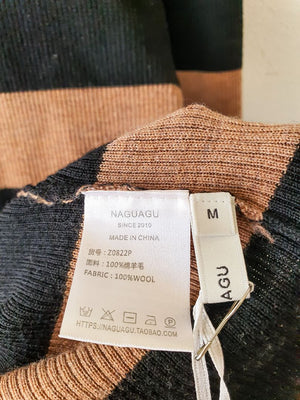 NAGUAGU
SINCE 2010
MADE IN CHINA
货号: Z0822P
面料: 100%绵羊毛
FABRIC: 100%WOOL
HTTPS://NAGUAGU.TAOBAO.COM
M
AGU